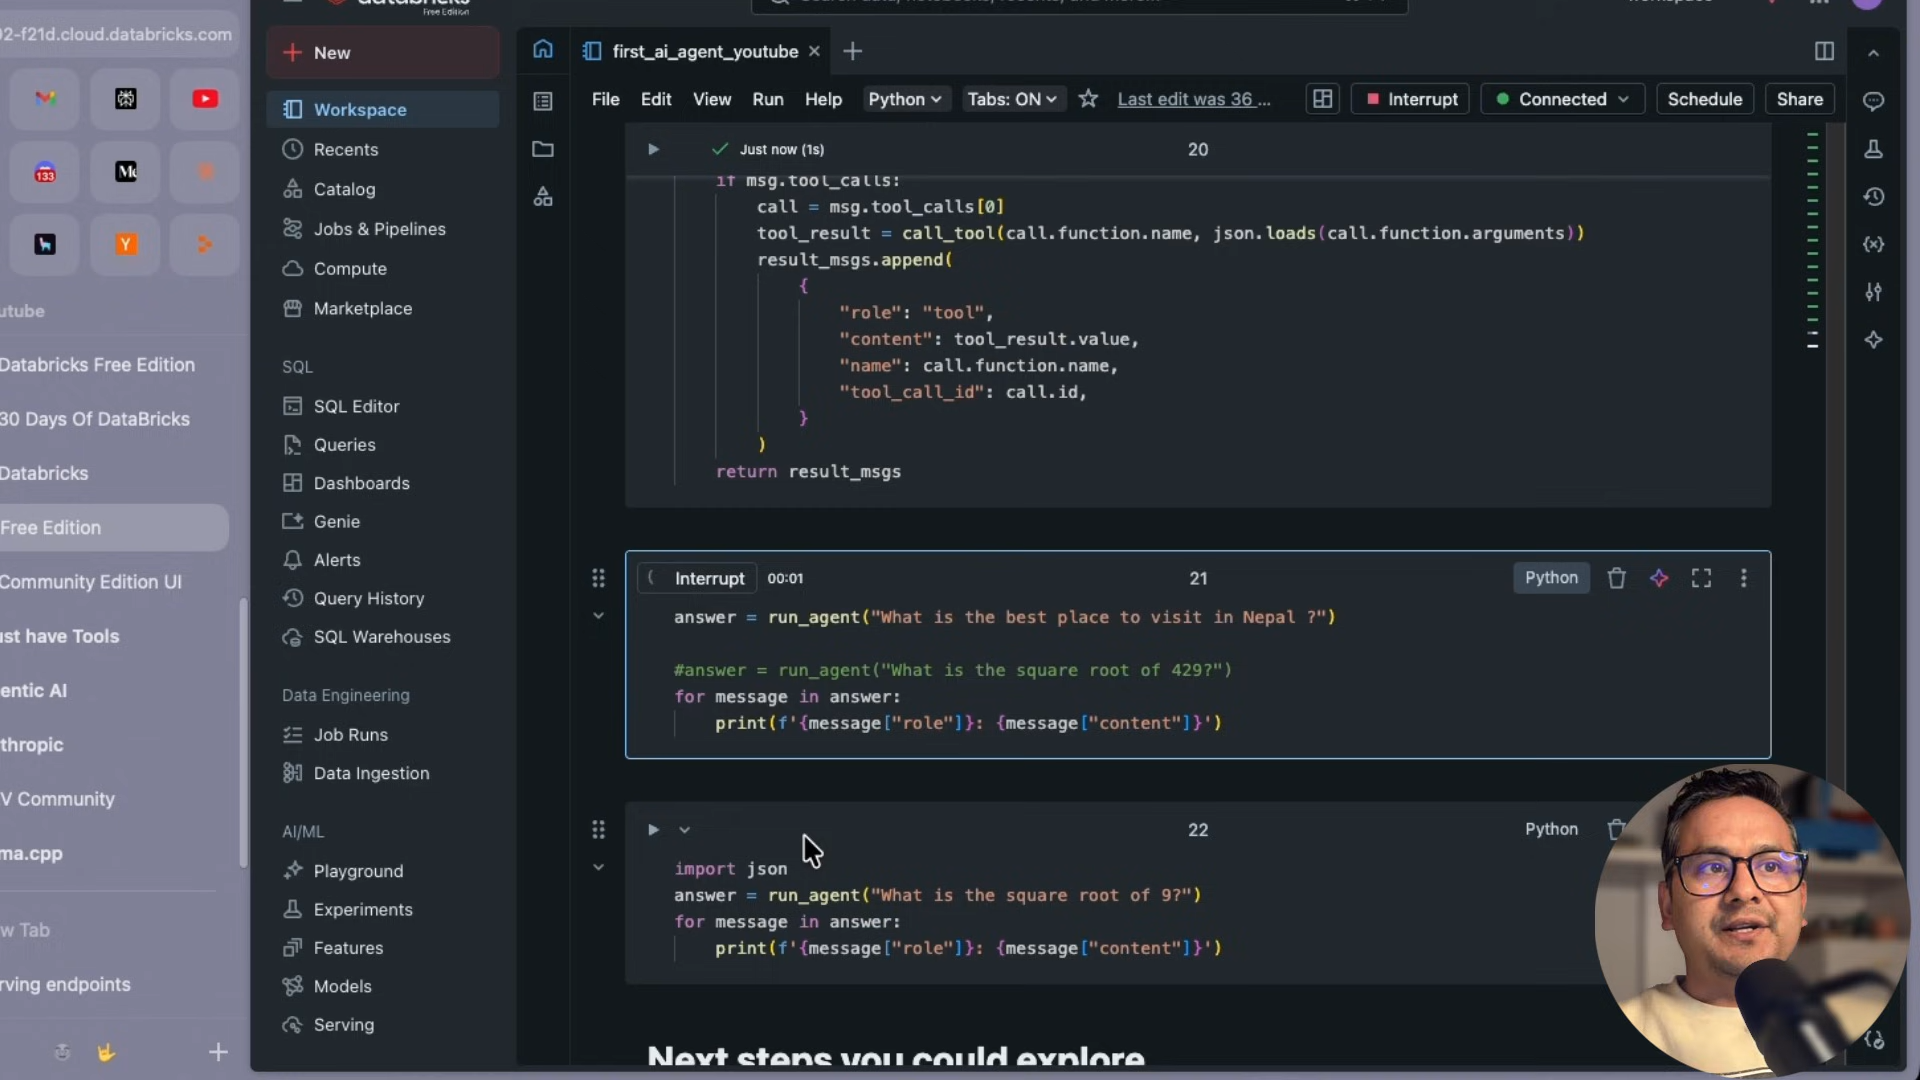 02-f21d.cloud.databricks.com
133
utube
Databricks Free Edition
30 Days Of DataBricks
Databricks
Free Edition
Community Edition UI
ust have Tools
entic AI
thropic
V Community
ma.cpp
w Tab
rving endpoints
databricks
Free Edition
New
Workspace
Recents
Catalog
Jobs & Pipelines
Compute
Marketplace
SQL
SQL Editor
Queries
Dashboards
Genie
Alerts
Query History
SQL Warehouses
Data Engineering
Job Runs
Data Ingestion
AI/ML
Playground
Experiments
Features
Models
Serving
first_ai_agent_youtube
File Edit View Run Help Python Tabs: ON Last edit was 36 ... Interrupt Connected Schedule Share
Just now (1s) 20
if msg.tool_calls:
call = msg.tool_calls[0]
tool_result = call_tool(call.function.name, json.loads(call.function.arguments))
result_msgs.append(
{
"role": "tool",
"content": tool_result.value,
"name": call.function.name,
"tool_call_id": call.id,
}
)
return result_msgs
Interrupt 00:01 21 Python
answer = run_agent("What is the best place to visit in Nepal ?")
#answer = run_agent("What is the square root of 429?")
for message in answer:
print(f'{message["role"]}: {message["content"]}')
22 Python
import json
answer = run_agent("What is the square root of 9?")
for message in answer:
print(f'{message["role"]}: {message["content"]}')
Next steps you could explore